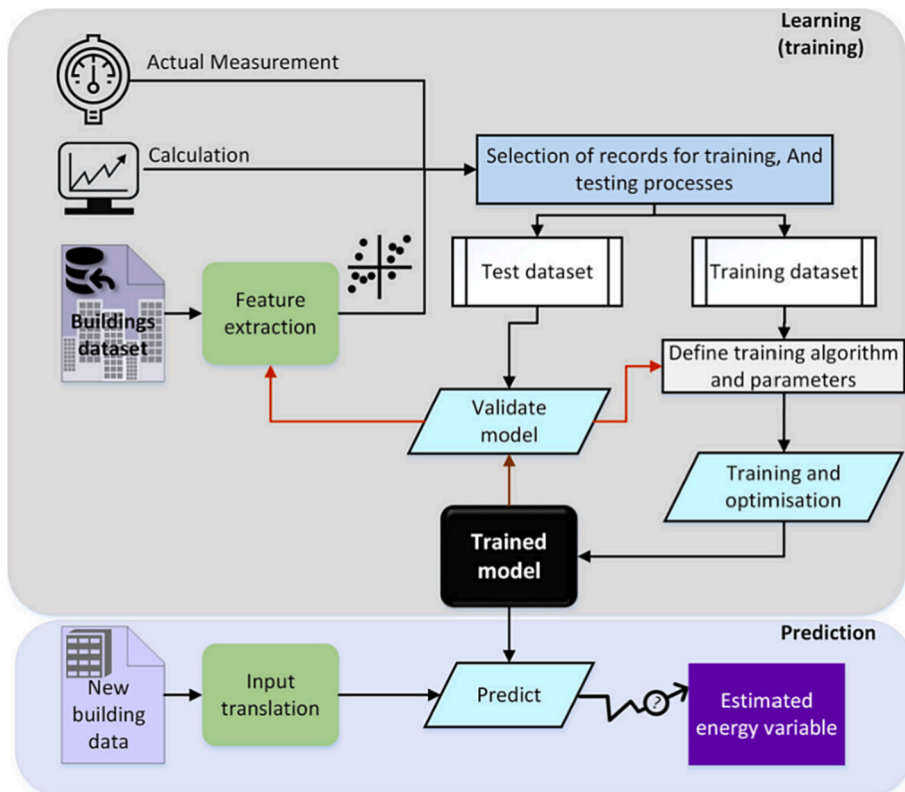 Learning
(training)
Actual Measurement
Calculation
Selection of records for training, And
testing processes
Test dataset
Training dataset
Buildings
dataset
Feature
extraction
Define training algorithm
and parameters
Validate
model
Training and
optimisation
Trained
model
Prediction
New
building
data
Input
translation
Predict
?
Estimated
energy variable